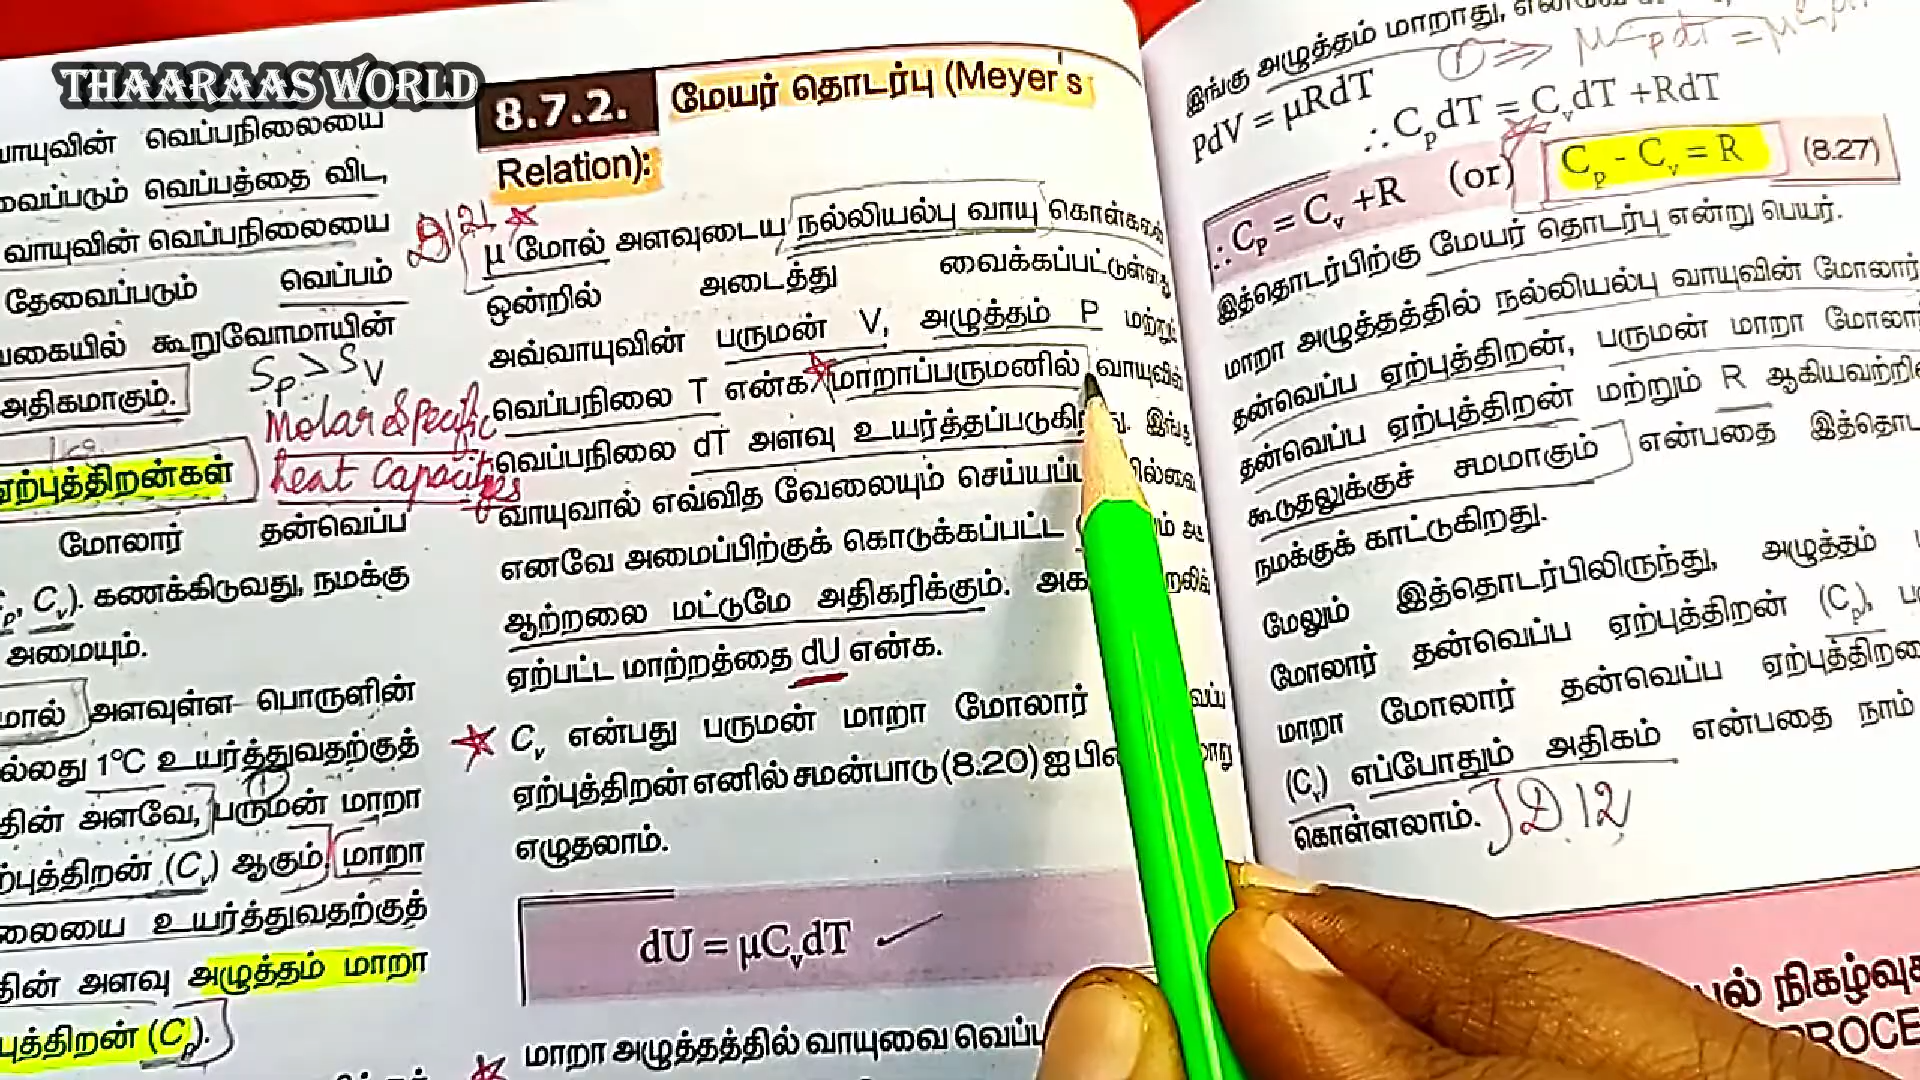 THAARAAS WORLD
வாயுவின் வெப்பநிலையை
வெப்பத்தை விட,
வாயுவின் வெப்பநிலையை
தேவைப்படும் வெப்பம்
கூறுவோமாயின்
Sp > Sv
அதிகமாகும்.
Molar Specific
heat capacities
ஏற்புத்திறன்கள்
மோலார் தன்வெப்ப
Cv). கணக்கிடுவது, நமக்கு
அமையும்.
அளவுள்ள பொருளின்
1°C உயர்த்துவதற்குத்
அளவே, பருமன் மாறா
(Cv) ஆகும். மாறா
உயர்த்துவதற்குத்
அளவு அழுத்தம் மாறா
(Cp).
8.7.2. மேயர் தொடர்பு (Meyer's
Relation):
D/21
μ மோல் அளவுடைய நல்லியல்பு வாயு கொள்கலன்
ஒன்றில் அடைத்து வைக்கப்பட்டுள்ளது
அவ்வாயுவின் பருமன் V, அழுத்தம் P மற்றும்
வெப்பநிலை T என்க. மாறாப்பருமனில் வாயுவின்
வெப்பநிலை dT அளவு உயர்த்தப்படுகிறது. இங்கு
வாயுவால் எவ்வித வேலையும்
எனவே அமைப்பிற்குக் கொடுக்கப்பட்ட
ஆற்றலை மட்டுமே அதிகரிக்கும்.
ஏற்பட்ட மாற்றத்தை dU என்க.
Cv என்பது பருமன் மாறா மோலார்
ஏற்புத்திறன் எனில் சமன்பாடு (8.20) ஐ
எழுதலாம்.
dU = μCvdT
மாறா அழுத்தத்தில் வாயுவை
இங்கு அழுத்தம் மாறாது, எனவே
PdV = μRdT
∴ CpdT = CvdT +RdT
∴ Cp = Cv +R (or) Cp - Cv = R (8.27)
இத்தொடர்பிற்கு மேயர் தொடர்பு என்று பெயர்.
மாறா அழுத்தத்தில் நல்லியல்பு வாயுவின் மோலார்
தன்வெப்ப ஏற்புத்திறன், பருமன் மாறா மோலார்
தன்வெப்ப ஏற்புத்திறன் மற்றும் R ஆகியவற்றின்
கூடுதலுக்குச் சமமாகும் என்பதை
நமக்குக் காட்டுகிறது.
மேலும் இத்தொடர்பிலிருந்து, அழுத்தம்
மோலார் தன்வெப்ப ஏற்புத்திறன் (Cp),
மாறா மோலார் தன்வெப்ப
(Cv) எப்போதும் அதிகம் என்பதை நாம்
கொள்ளலாம்.